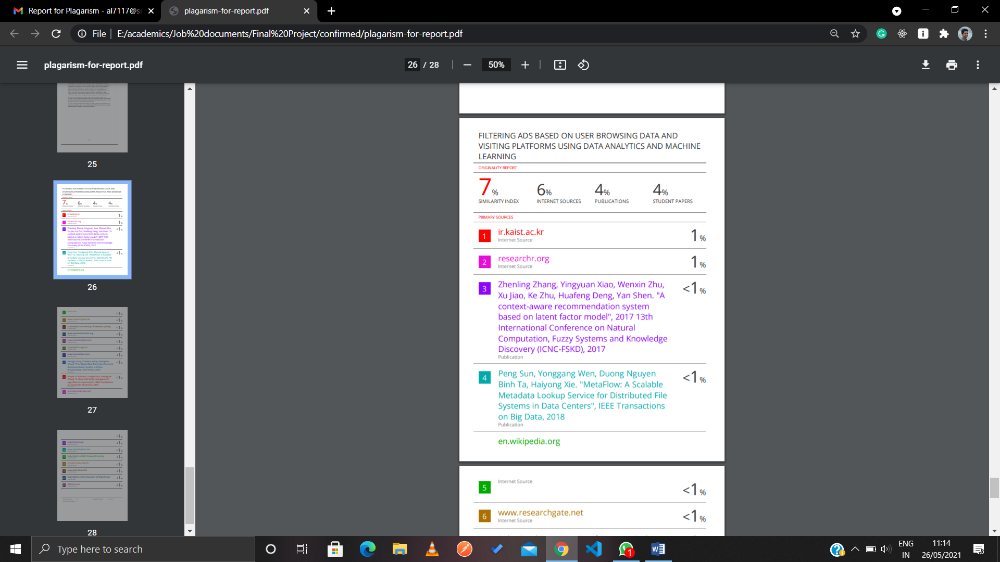 Report for Plagarism - al7117@sr
plagarism-for-report.pdf
File
E:/academics/Job%20documents/Final%20Project/confirmed/plagarism-for-report.pdf
plagarism-for-report.pdf
26 / 28
50%
25
26
27
28
FILTERING ADS BASED ON USER BROWSING DATA AND
VISITING PLATFORMS USING DATA ANALYTICS AND MACHINE
LEARNING
ORIGINALITY REPORT
7% 6% 4% 4%
SIMILARITY INDEX INTERNET SOURCES PUBLICATIONS STUDENT PAPERS
PRIMARY SOURCES
1 ir.kaist.ac.kr 1%
Internet Source
2 researchr.org 1%
Internet Source
3 Zhenling Zhang, Yingyuan Xiao, Wenxin Zhu, <1%
Xu Jiao, Ke Zhu, Huafeng Deng, Yan Shen. "A
context-aware recommendation system
based on latent factor model", 2017 13th
International Conference on Natural
Computation, Fuzzy Systems and Knowledge
Discovery (ICNC-FSKD), 2017
Publication
4 Peng Sun, Yonggang Wen, Duong Nguyen <1%
Binh Ta, Haiyong Xie. "MetaFlow: A Scalable
Metadata Lookup Service for Distributed File
Systems in Data Centers", IEEE Transactions
on Big Data, 2018
Publication
en.wikipedia.org
Internet Source
5 <1%
6 www.researchgate.net <1%
Internet Source
Type here to search
1
ENG
IN
11:14
26/05/2021